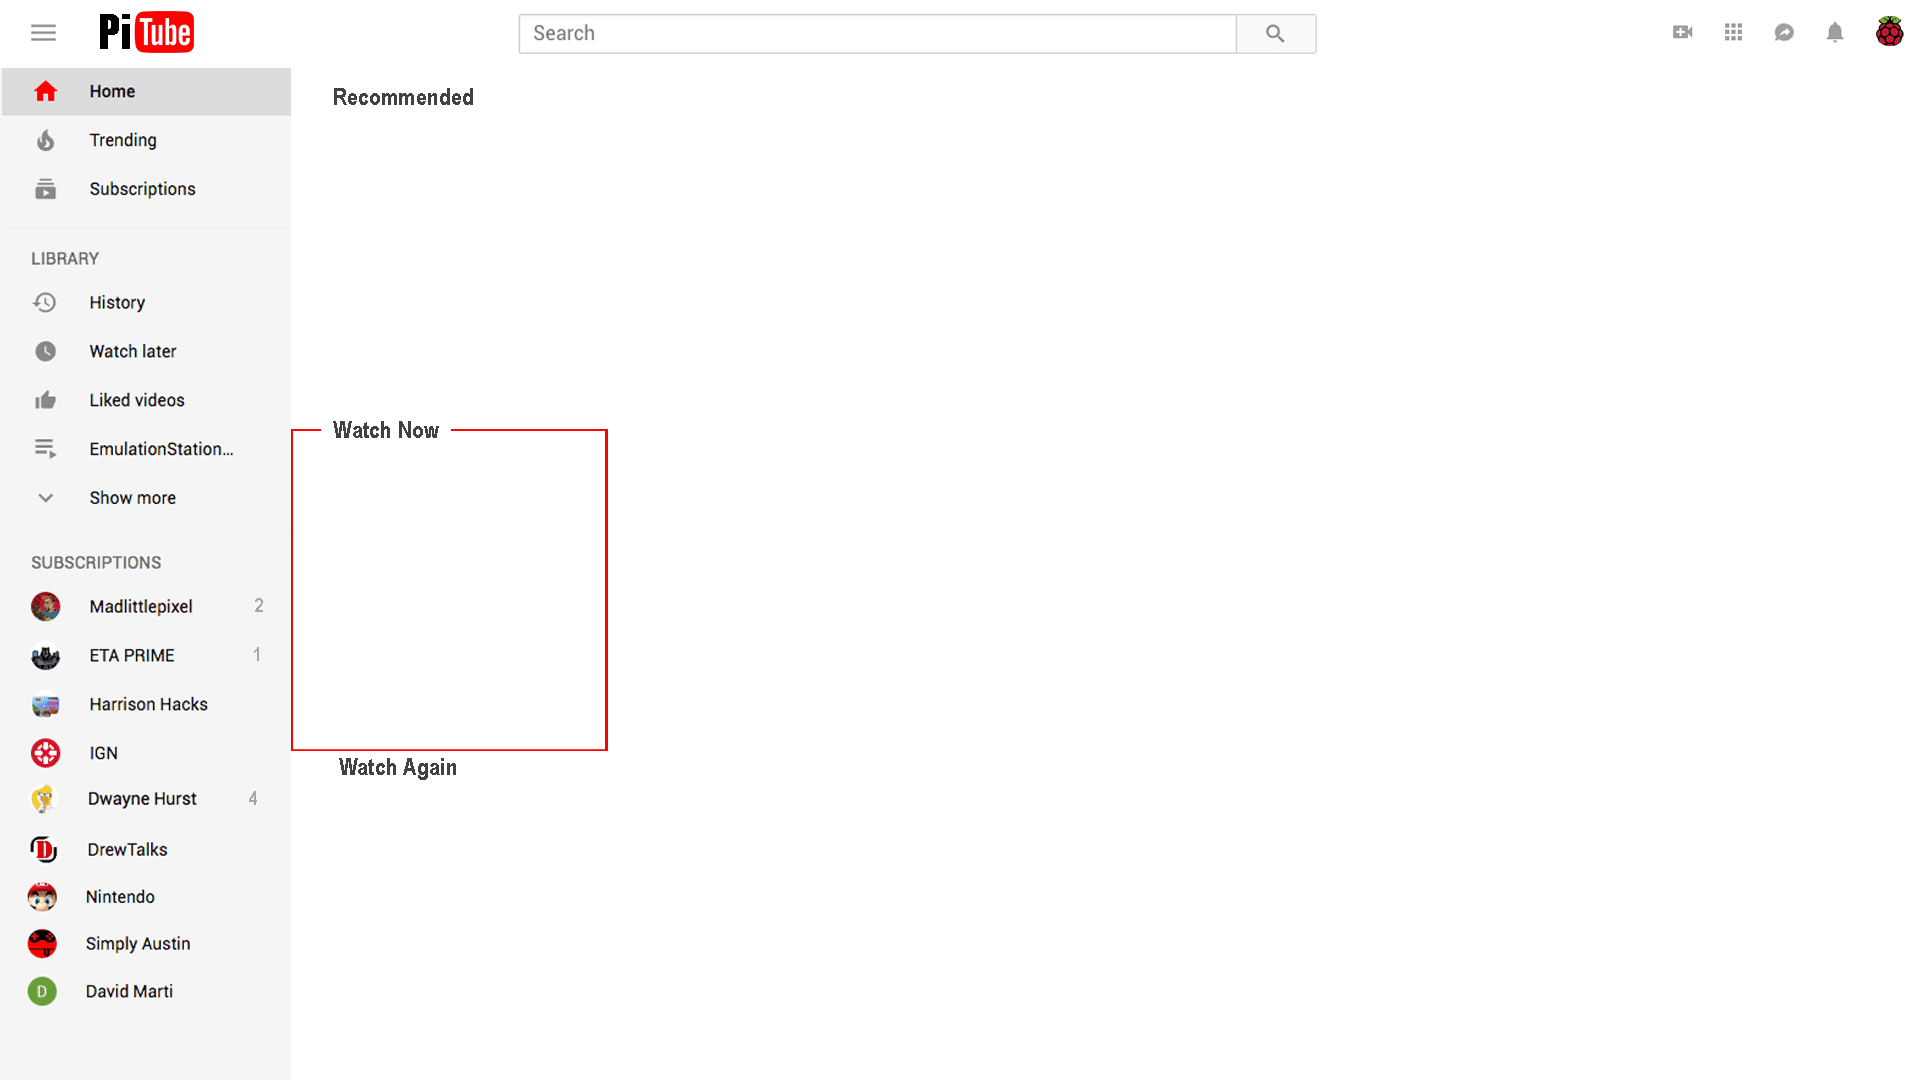 Pi Tube
Search
Home
Trending
Subscriptions
LIBRARY
History
Watch later
Liked videos
EmulationStation...
Show more
SUBSCRIPTIONS
Madlittlepixel 2
ETA PRIME 1
Harrison Hacks
IGN
Dwayne Hurst 4
DrewTalks
Nintendo
Simply Austin
D David Marti
Recommended
Watch Now
Watch Again